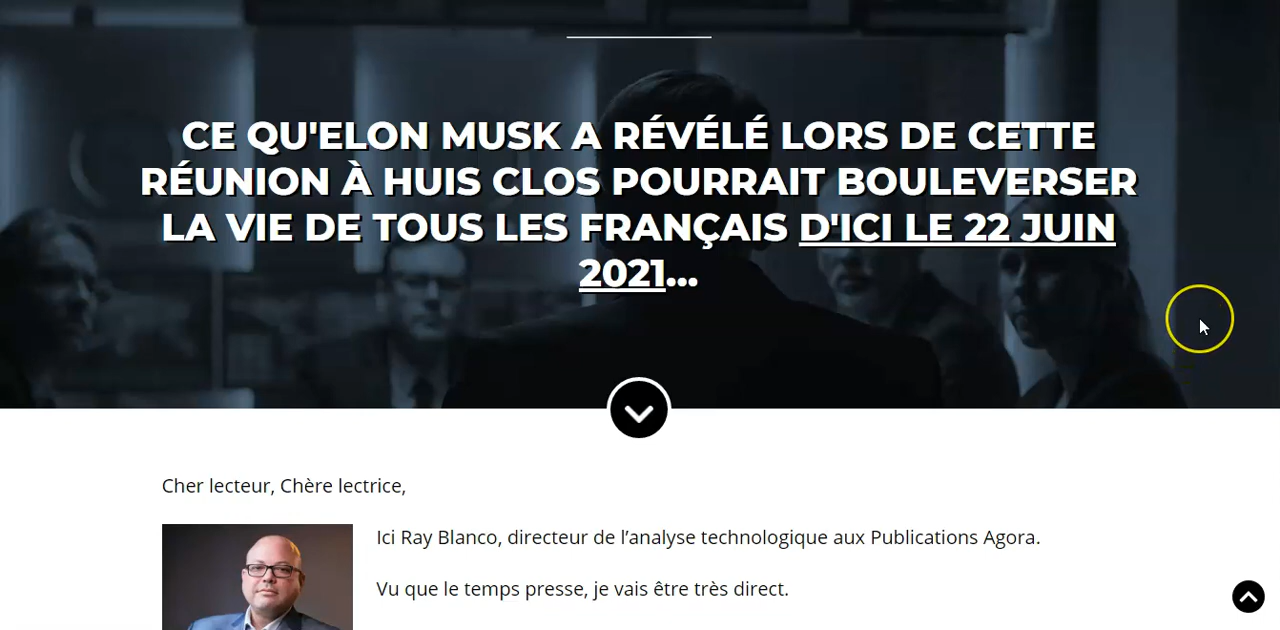 CE QU'ELON MUSK A RÉVÉLÉ LORS DE CETTE
RÉUNION À HUIS CLOS POURRAIT BOULEVERSER
LA VIE DE TOUS LES FRANÇAIS D'ICI LE 22 JUIN
2021...
Cher lecteur, Chère lectrice,
Ici Ray Blanco, directeur de l’analyse technologique aux Publications Agora.
Vu que le temps presse, je vais être très direct.